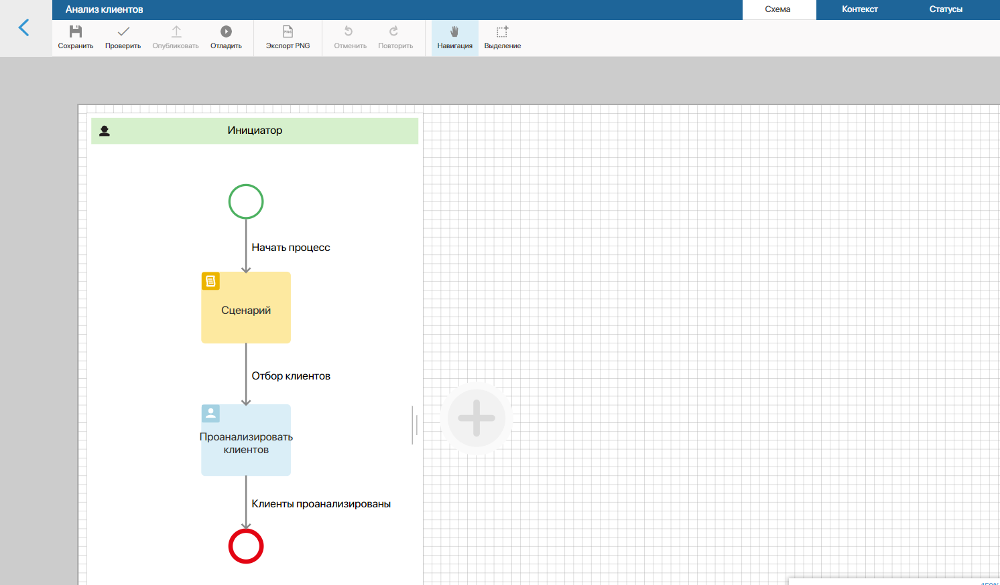 Анализ клиентов
Схема
Контекст
Статусы
Сохранить
Проверить
Опубликовать
Отладить
Экспорт PNG
Отменить
Повторить
Навигация
Выделение
Инициатор
Начать процесс
Сценарий
Отбор клиентов
Проанализировать
клиентов
Клиенты проанализированы